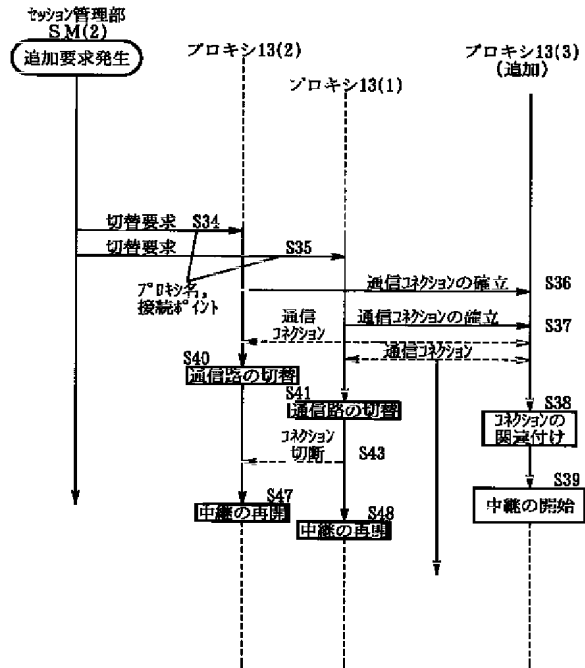 セッション管理部
SM(2)
追加要求発生
プロキシ13(2)
プロキシ13(1)
プロキシ13(3)
(追加)
切替要求 S34
切替要求 S35
プロキシ名,
接続ポイント
通信コネクションの確立 S36
通信コネクションの確立 S37
通信
コネクション
通信コネクション
S40
通信路の切替
S41
通信路の切替
S38
コネクションの
関連付け
コネクション
切断 S43
S39
中継の開始
S47
中継の再開
S48
中継の再開